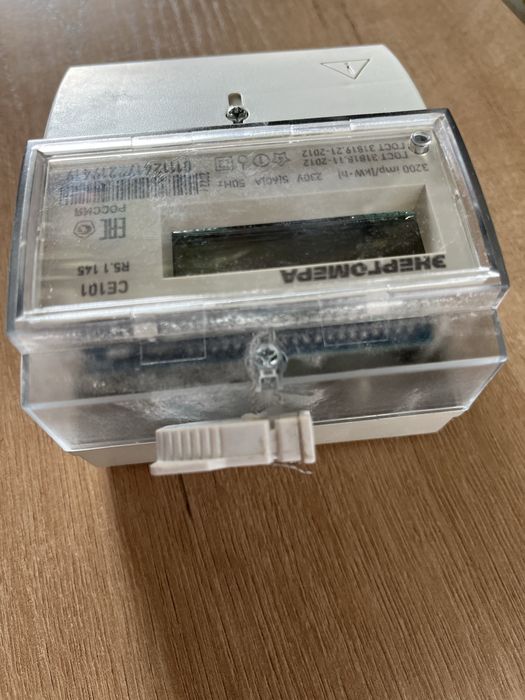 ЭНЕРГОМЕРА
CE101
R5.1 145
EAC
РОССИЯ
3200 imp/kW·h
230V 5(60)A 50Hz
ГОСТ 31818.11-2012
ГОСТ 31819.21-2012